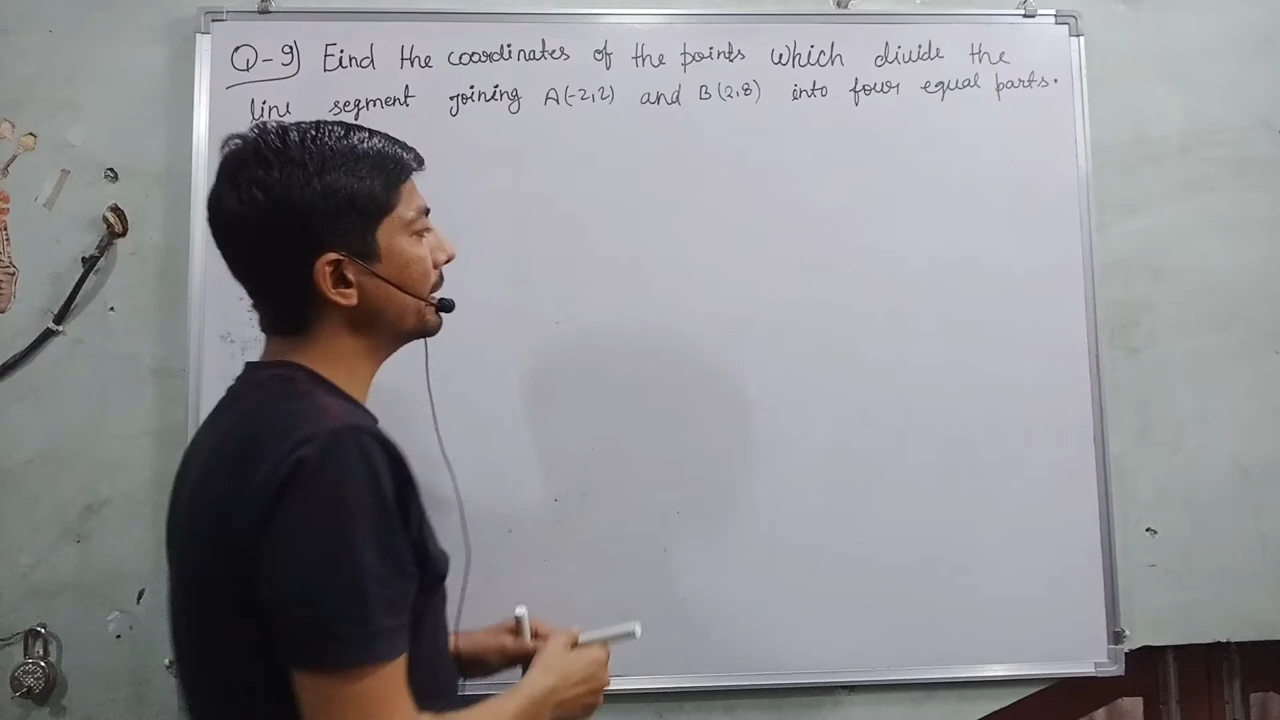 Q-9) Find the coordinates of the points which divide the
line segment joining A(-2,2) and B(2,8) into four equal parts.